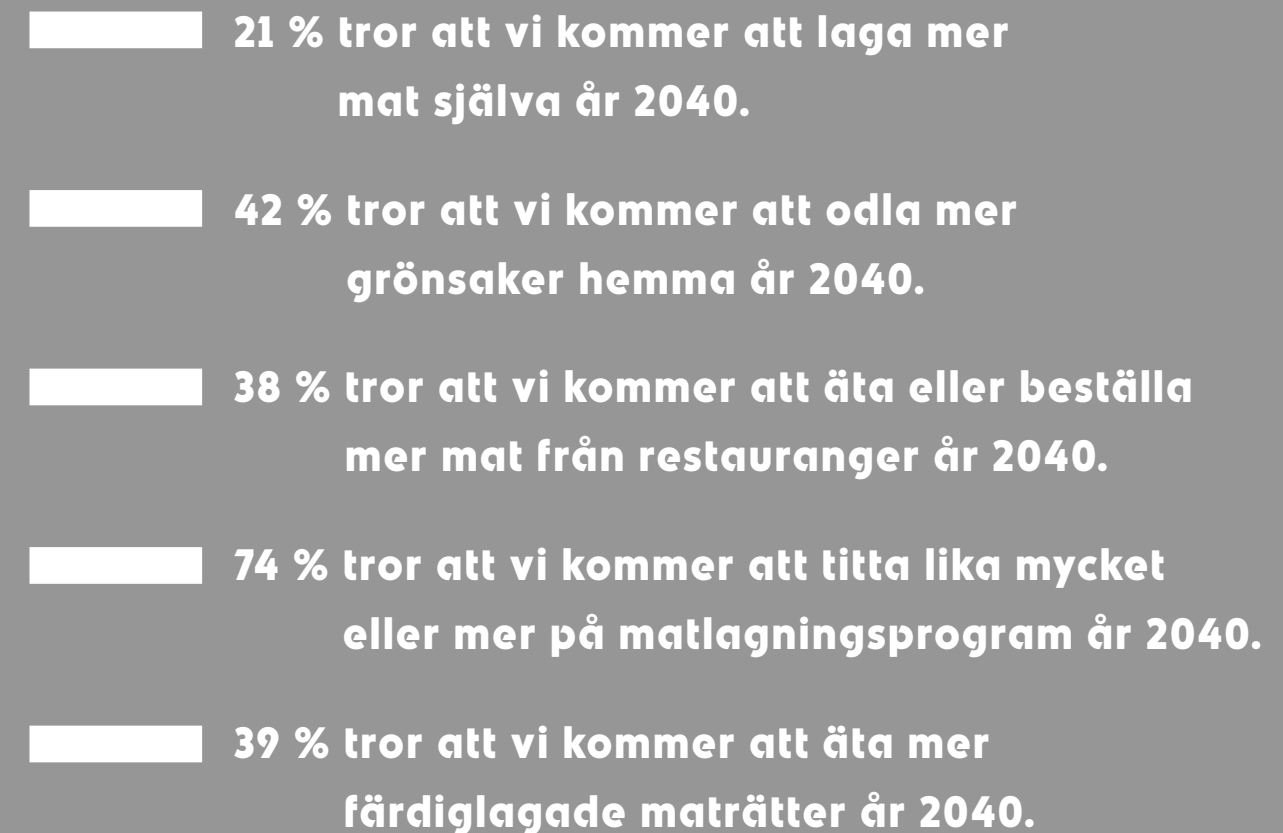 21 % tror att vi kommer att laga mer
mat själva år 2040.
42 % tror att vi kommer att odla mer
grönsaker hemma år 2040.
38 % tror att vi kommer att äta eller beställa
mer mat från restauranger år 2040.
74 % tror att vi kommer att titta lika mycket
eller mer på matlagningsprogram år 2040.
39 % tror att vi kommer att äta mer
färdiglagade maträtter år 2040.